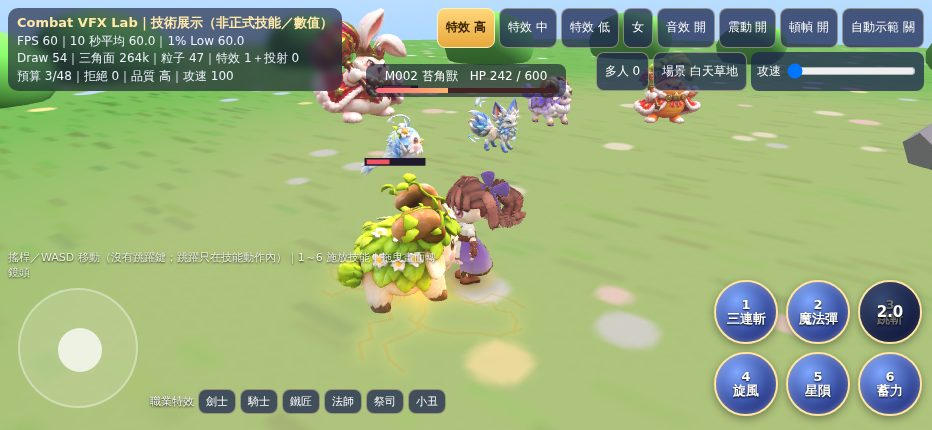 Combat VFX Lab｜技術展示（非正式技能／數值）
FPS 60｜10 秒平均 60.0｜1% Low 60.0
Draw 54｜三角面 264k｜粒子 47｜特效 1＋投射 0
預算 3/48｜拒絕 0｜品質 高｜攻速 100
特效 高
特效 中
特效 低
女
音效 開
震動 開
頓幀 開
自動示範 關
多人 0
場景 白天草地
攻速
M002 苔角獸 HP 242 / 600
搖桿／WASD 移動（沒有跳躍鍵；跳躍只在技能動作內）｜1～6 施放技能｜拖曳畫面轉
鏡頭
1
三連斬
2
魔法彈
3
2.0
跳斬
4
旋風
5
星隕
6
蓄力
職業特效
劍士
騎士
鐵匠
法師
祭司
小丑